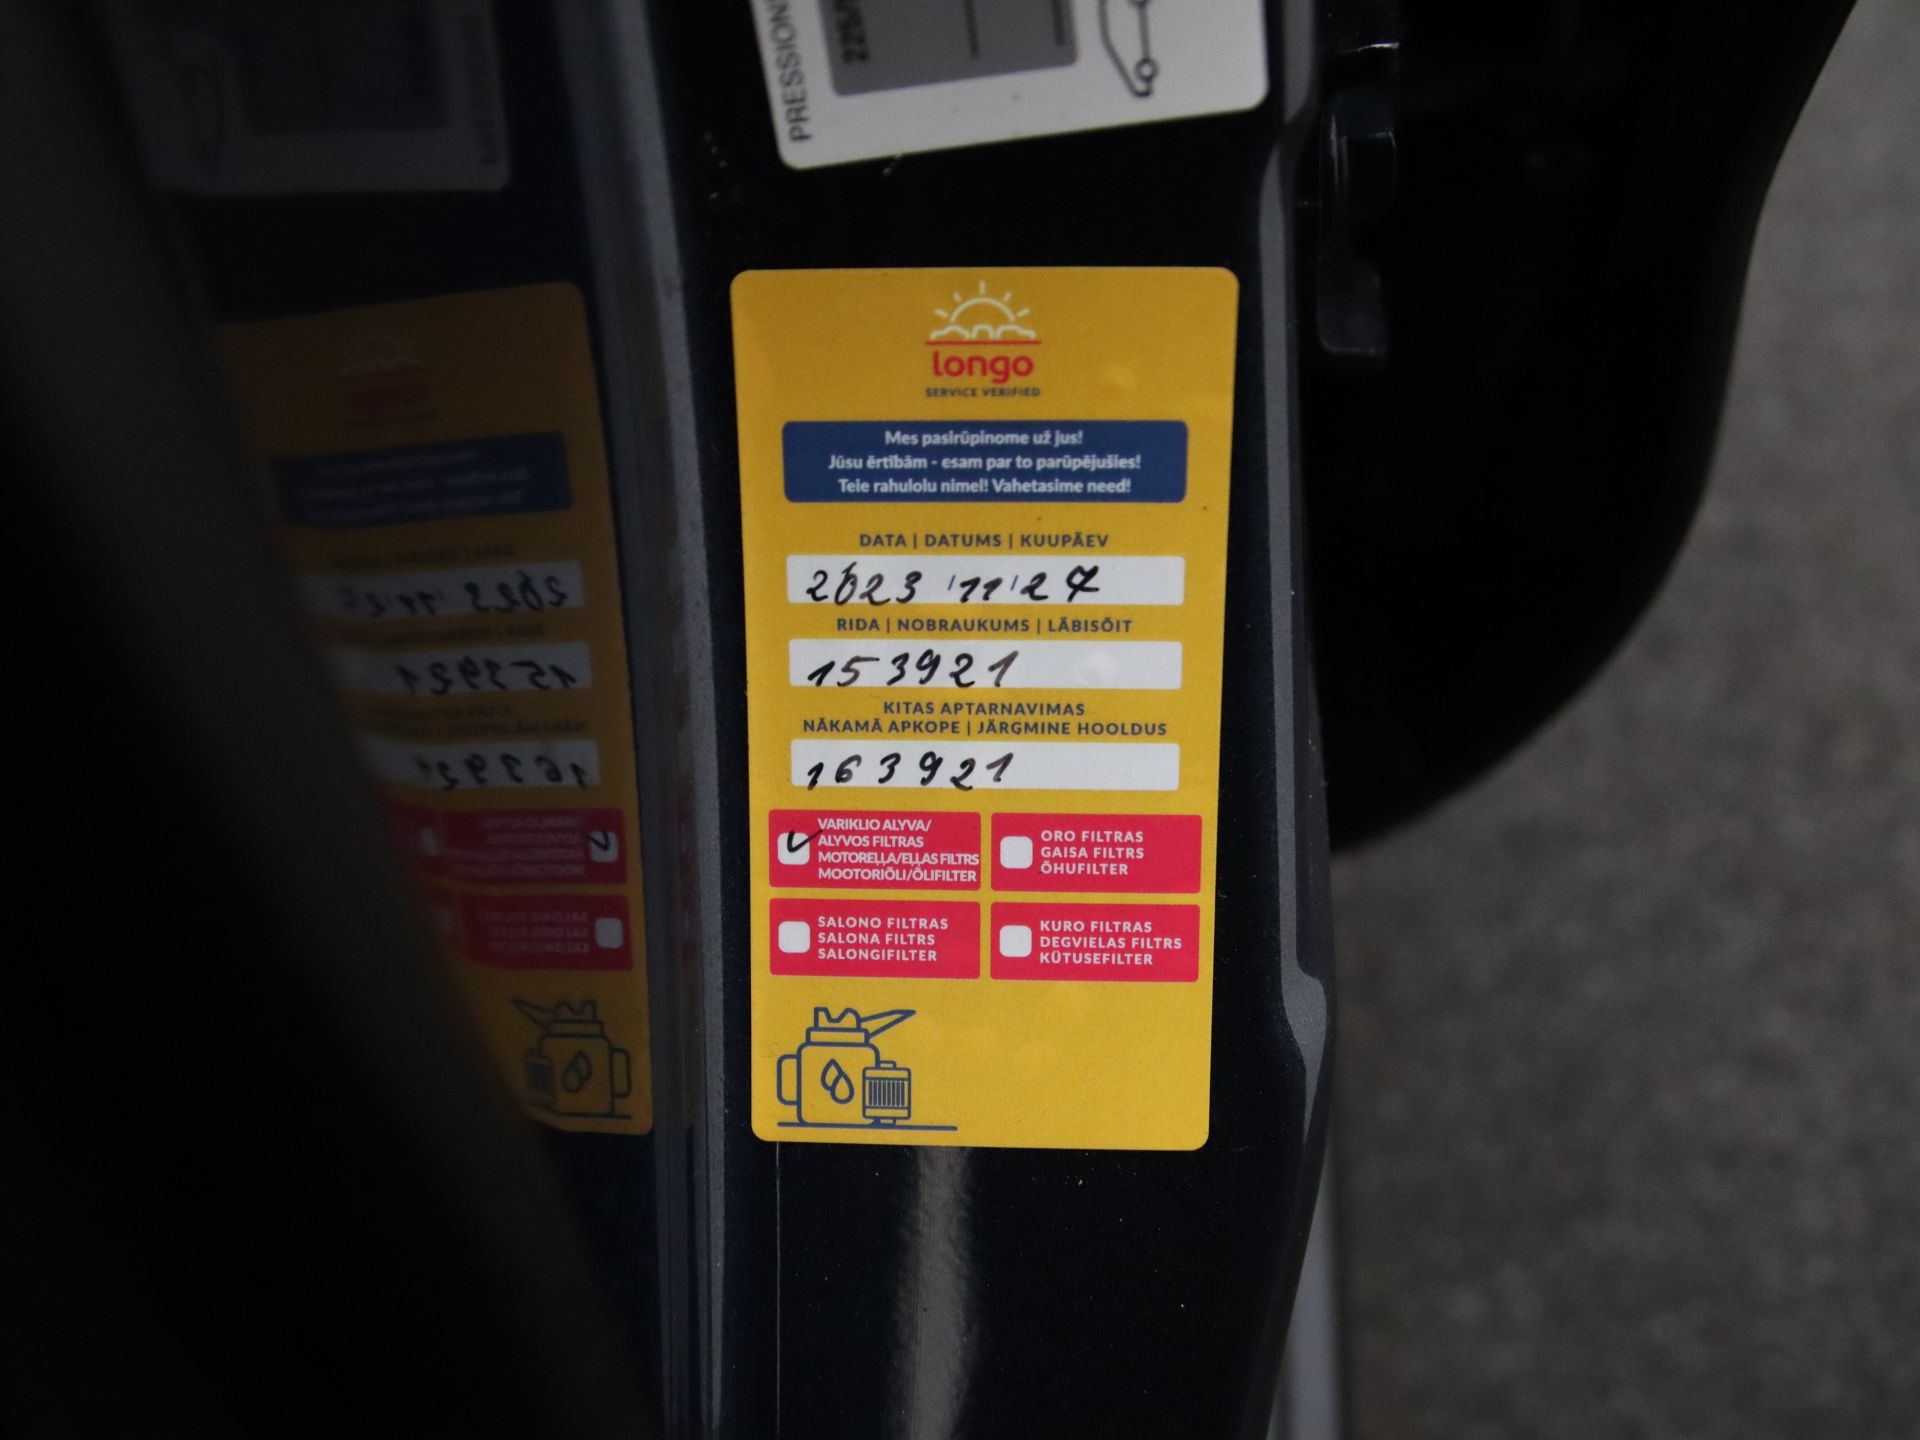 PRESSIONS
longo
SERVICE VERIFIED
Mes pasirūpinome už jus!
Jūsu ērtībām - esam par to parūpējušies!
Teie rahulolu nimel! Vahetasime need!
DATA | DATUMS | KUUPÄEV
2023/11/27
RIDA | NOBRAUKUMS | LÄBISÕIT
153921
KITAS APTARNAVIMAS
NĀKAMĀ APKOPE | JÄRGMINE HOOLDUS
163921
VARIKLIO ALYVA/
ALYVOS FILTRAS
MOTOREĻĻA/EĻĻAS FILTRS
MOOTORIÕLI/ÕLIFILTER
ORO FILTRAS
GAISA FILTRS
ÕHUFILTER
SALONO FILTRAS
SALONA FILTRS
SALONGIFILTER
KURO FILTRAS
DEGVIELAS FILTRS
KÜTUSEFILTER